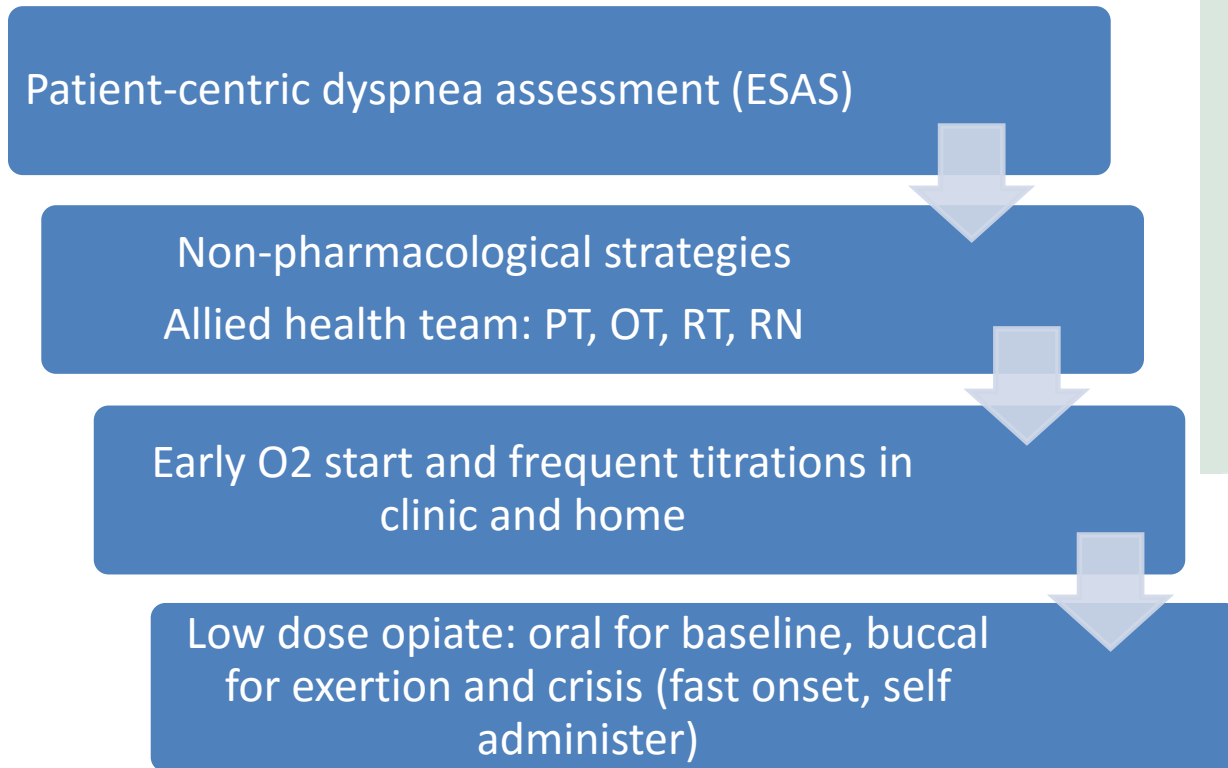 Patient-centric dyspnea assessment (ESAS)
Non-pharmacological strategies
Allied health team: PT, OT, RT, RN
Early O2 start and frequent titrations in
clinic and home
Low dose opiate: oral for baseline, buccal
for exertion and crisis (fast onset, self
administer)